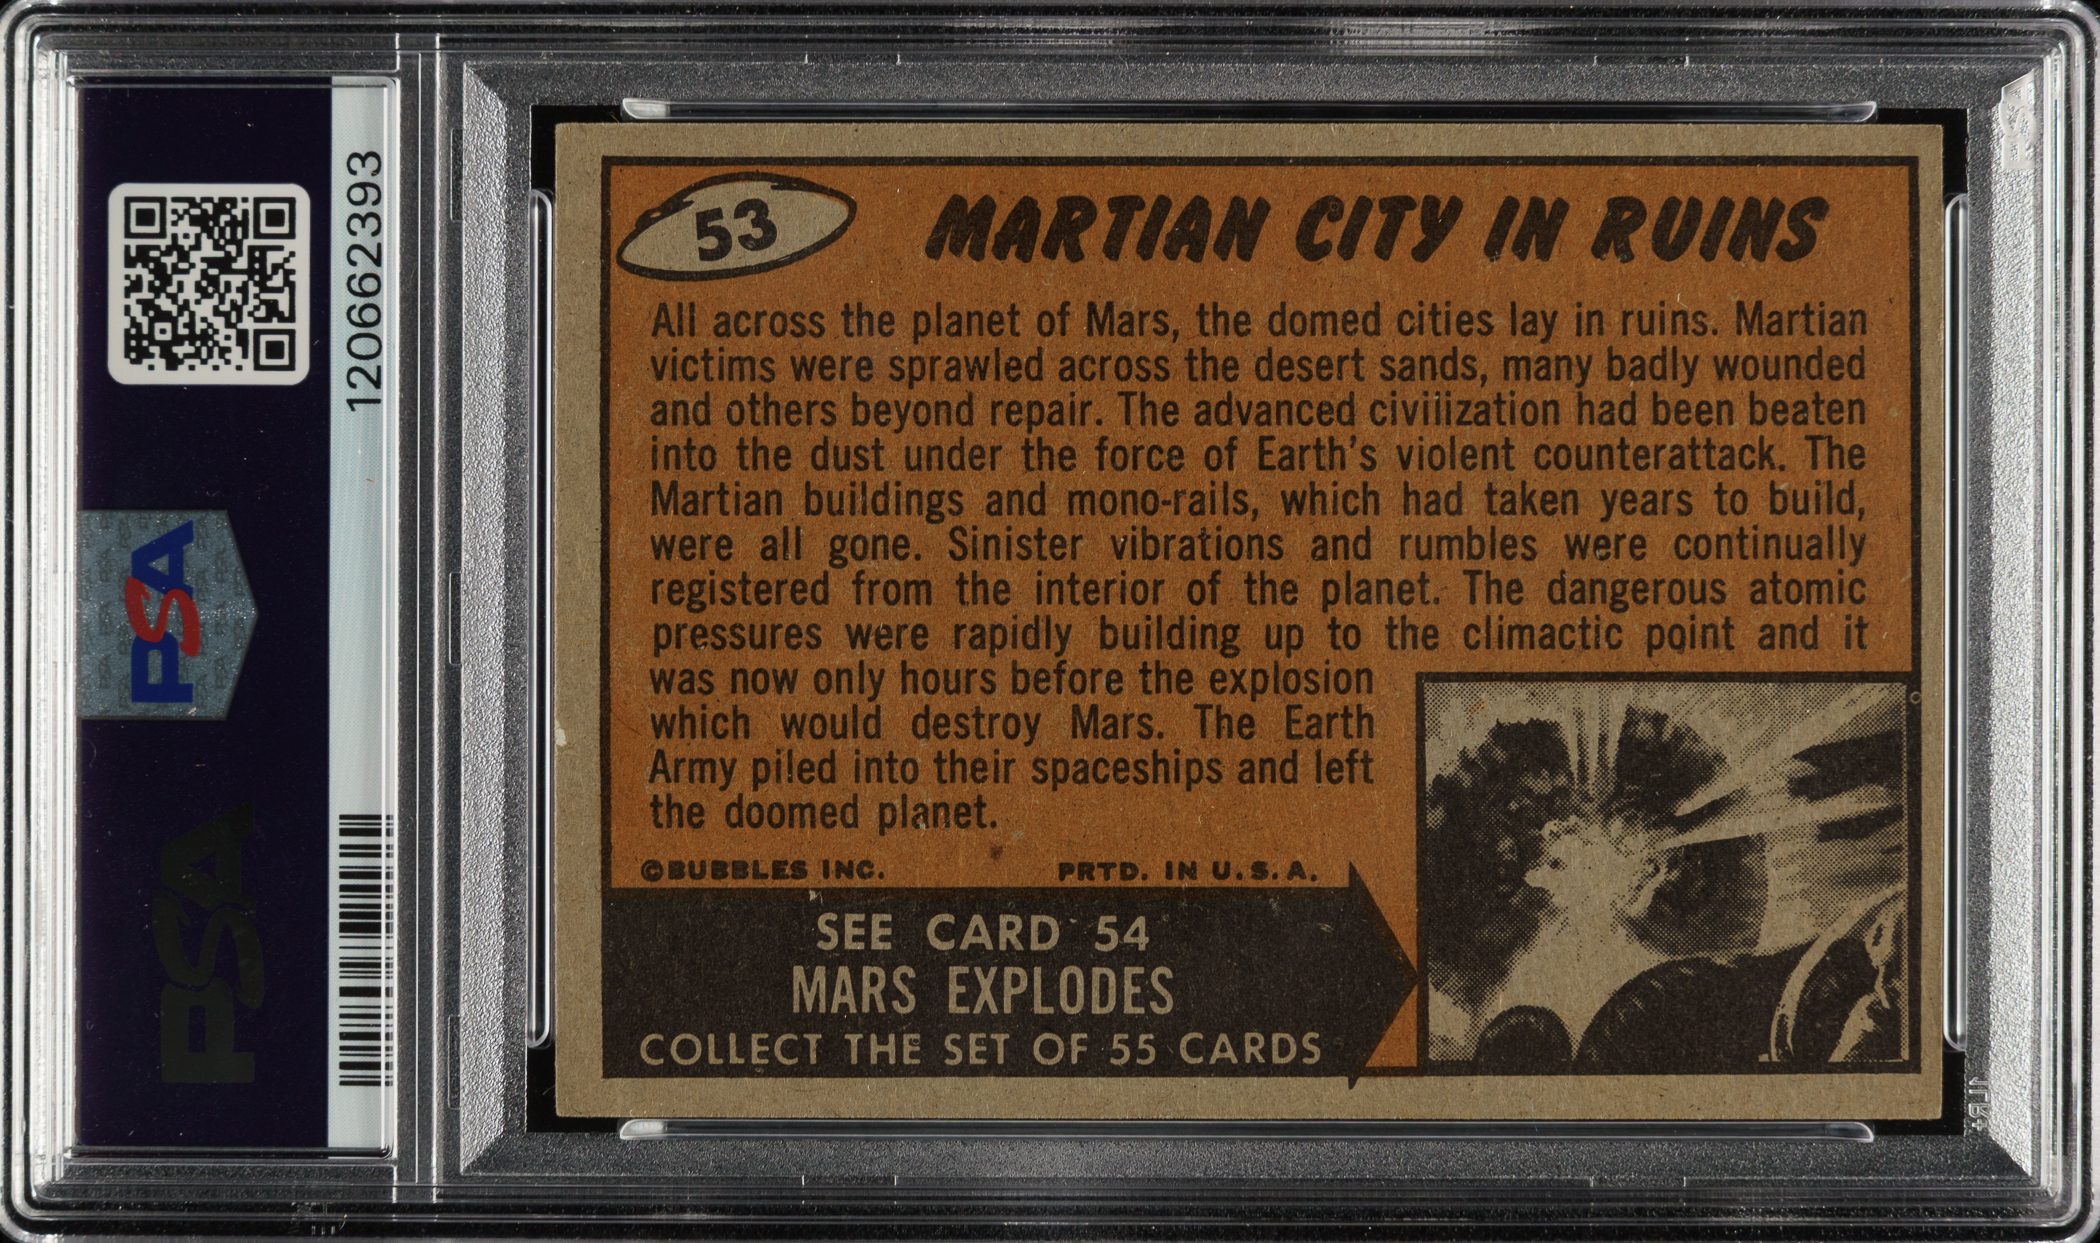 53
MARTIAN CITY IN RUINS
All across the planet of Mars, the domed cities lay in ruins. Martian
victims were sprawled across the desert sands, many badly wounded
and others beyond repair. The advanced civilization had been beaten
into the dust under the force of Earth's violent counterattack. The
Martian buildings and mono-rails, which had taken years to build,
were all gone. Sinister vibrations and rumbles were continually
registered from the interior of the planet. The dangerous atomic
pressures were rapidly building up to the climactic point and it
was now only hours before the explosion
which would destroy Mars. The Earth
Army piled into their spaceships and left
the doomed planet.
©BUBBLES INC. PRTD. IN U.S.A.
SEE CARD 54
MARS EXPLODES
COLLECT THE SET OF 55 CARDS
120662393
PSA
PSA